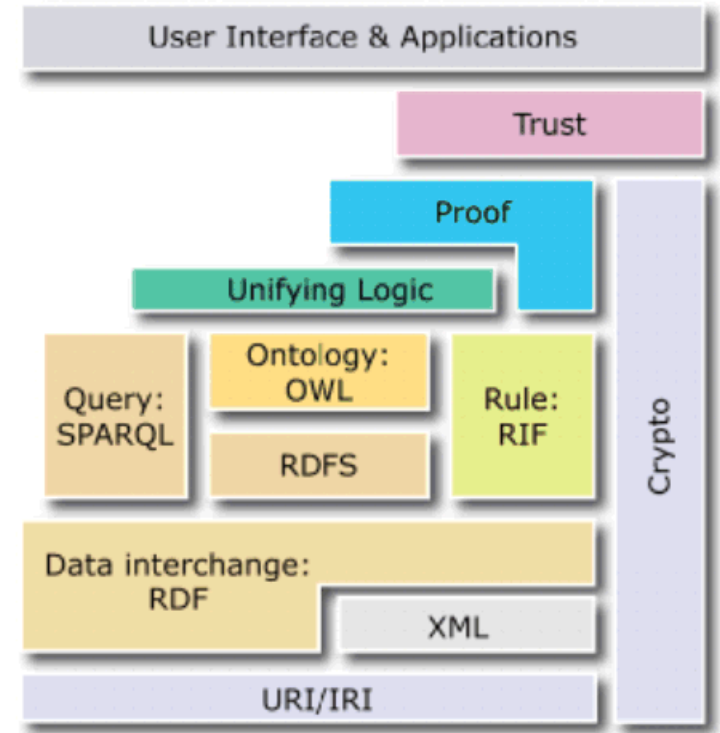 User Interface & Applications
Trust
Proof
Unifying Logic
Query:
SPARQL
Ontology:
OWL
RDFS
Rule:
RIF
Crypto
Data interchange:
RDF
XML
URI/IRI